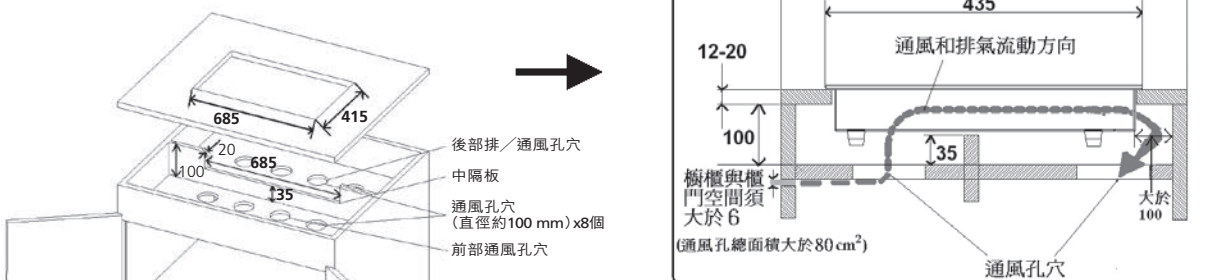 685
415
20
100
685
35
後部排／通風孔穴
中隔板
通風孔穴
（直徑約100 mm）x8個
前部通風孔穴
435
12-20
通風和排氣流動方向
100
35
櫥櫃與櫃
門空間須
大於6
大於
100
(通風孔總面積大於80cm²)
通風孔穴